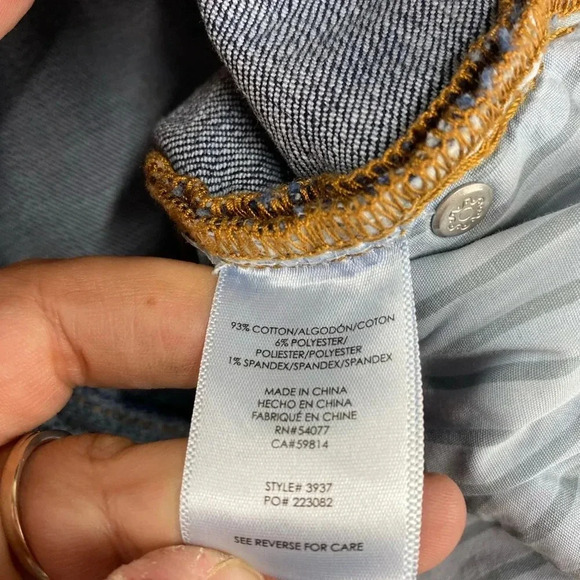 93% COTTON/ALGODÓN/COTON
6% POLYESTER/
POLIESTER/POLYESTER
1% SPANDEX/SPANDEX/SPANDEX
MADE IN CHINA
HECHO EN CHINA
FABRIQUÉ EN CHINE
RN#54077
CA#59814
STYLE# 3937
PO# 223082
SEE REVERSE FOR CARE